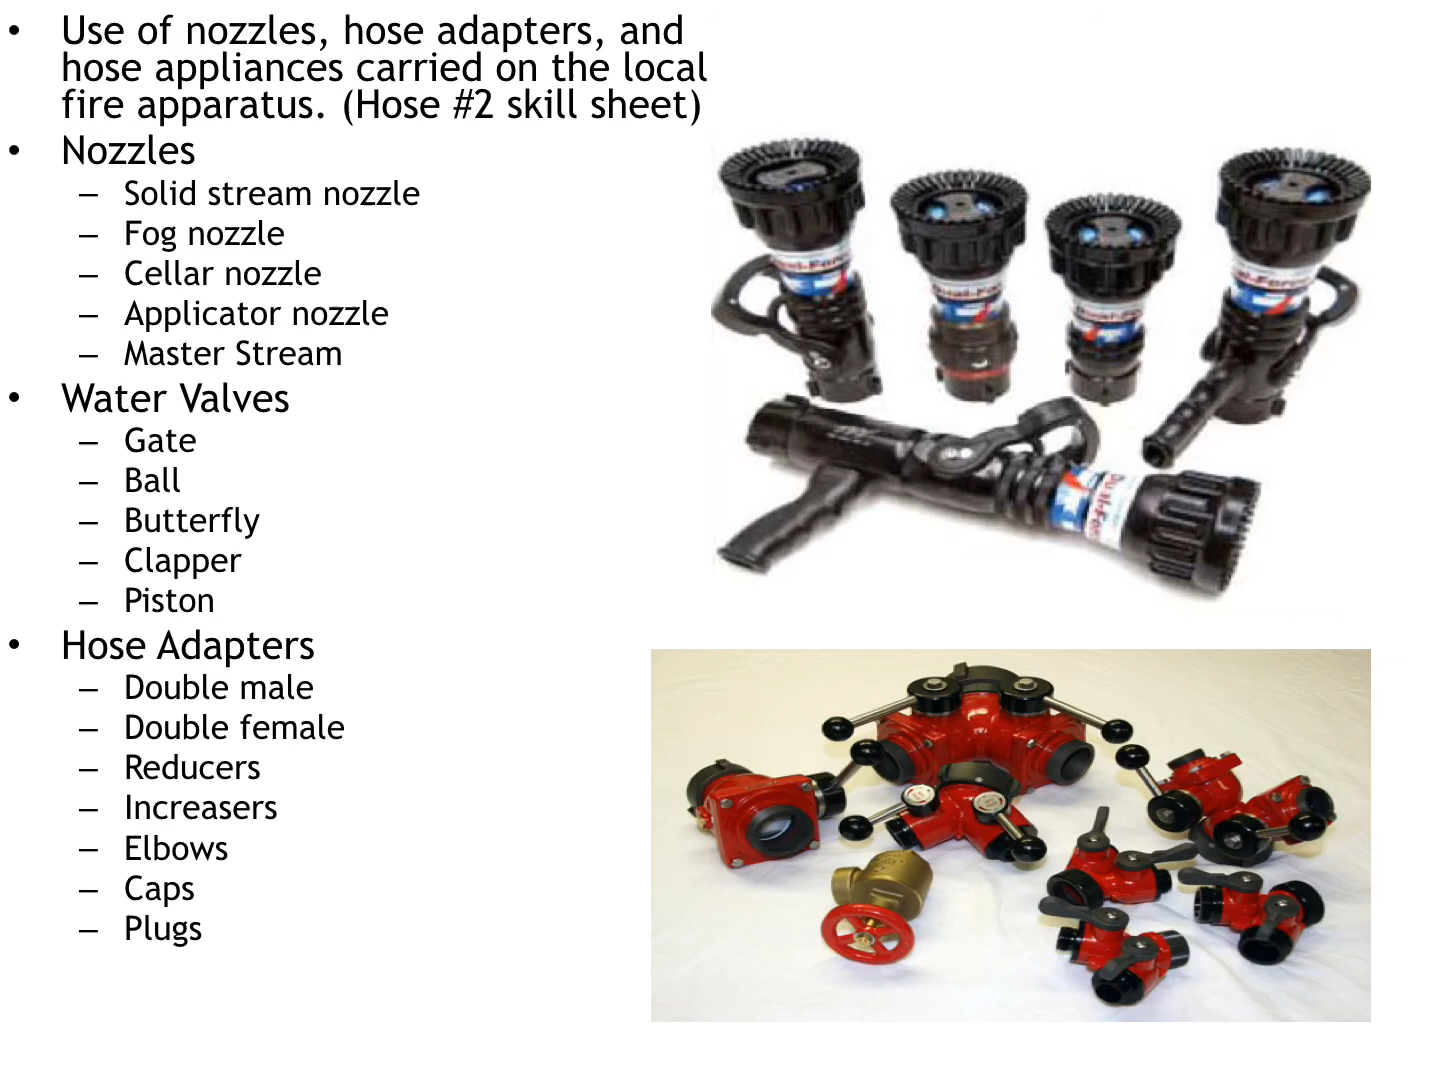 • Use of nozzles, hose adapters, and
hose appliances carried on the local
fire apparatus. (Hose #2 skill sheet)
• Nozzles
– Solid stream nozzle
– Fog nozzle
– Cellar nozzle
– Applicator nozzle
– Master Stream
• Water Valves
– Gate
– Ball
– Butterfly
– Clapper
– Piston
• Hose Adapters
– Double male
– Double female
– Reducers
– Increasers
– Elbows
– Caps
– Plugs